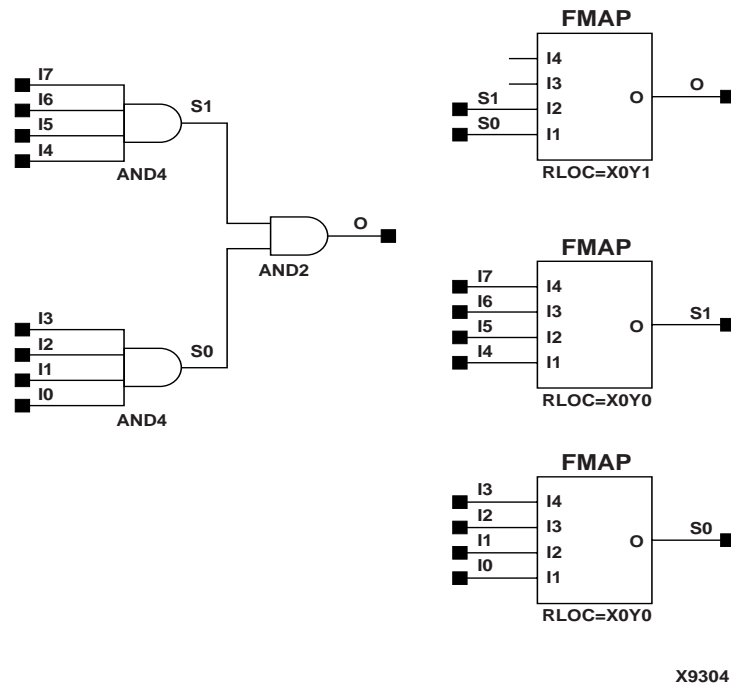 I7
I6
I5
I4
S1
AND4
O
AND2
I3
I2
I1
I0
S0
AND4
FMAP
I4
I3
S1
I2
S0
I1
O
O
RLOC=X0Y1
FMAP
I7
I4
I6
I3
I5
I2
I4
I1
O
S1
RLOC=X0Y0
FMAP
I3
I4
I2
I3
I1
I2
I0
I1
O
S0
RLOC=X0Y0
X9304